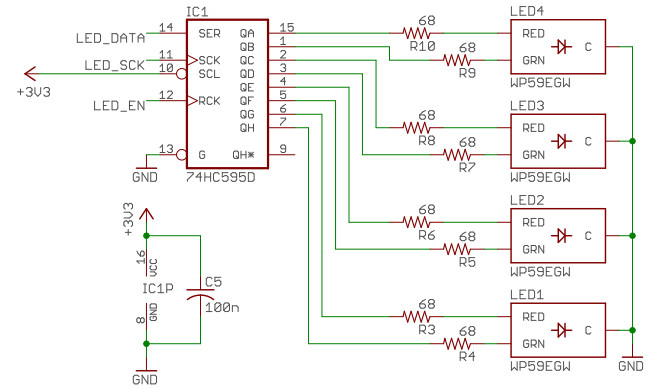 IC1
LED_DATA 14 SER QA 15
QB 1
LED_SCK 11 SCK QC 2
+3V3 10 SCL QD 3
QE 4
LED_EN 12 RCK QF 5
QG 6
QH 7
GND 13 G QH* 9
74HC595D
68
R10
68
R9
LED4
RED
GRN
C
WP59EGW
68
R8
68
R7
LED3
RED
GRN
C
WP59EGW
68
R6
68
R5
LED2
RED
GRN
C
WP59EGW
68
R3
68
R4
LED1
RED
GRN
C
WP59EGW
GND
+3V3
16 VCC
IC1P
8 GND
C5
100n
GND